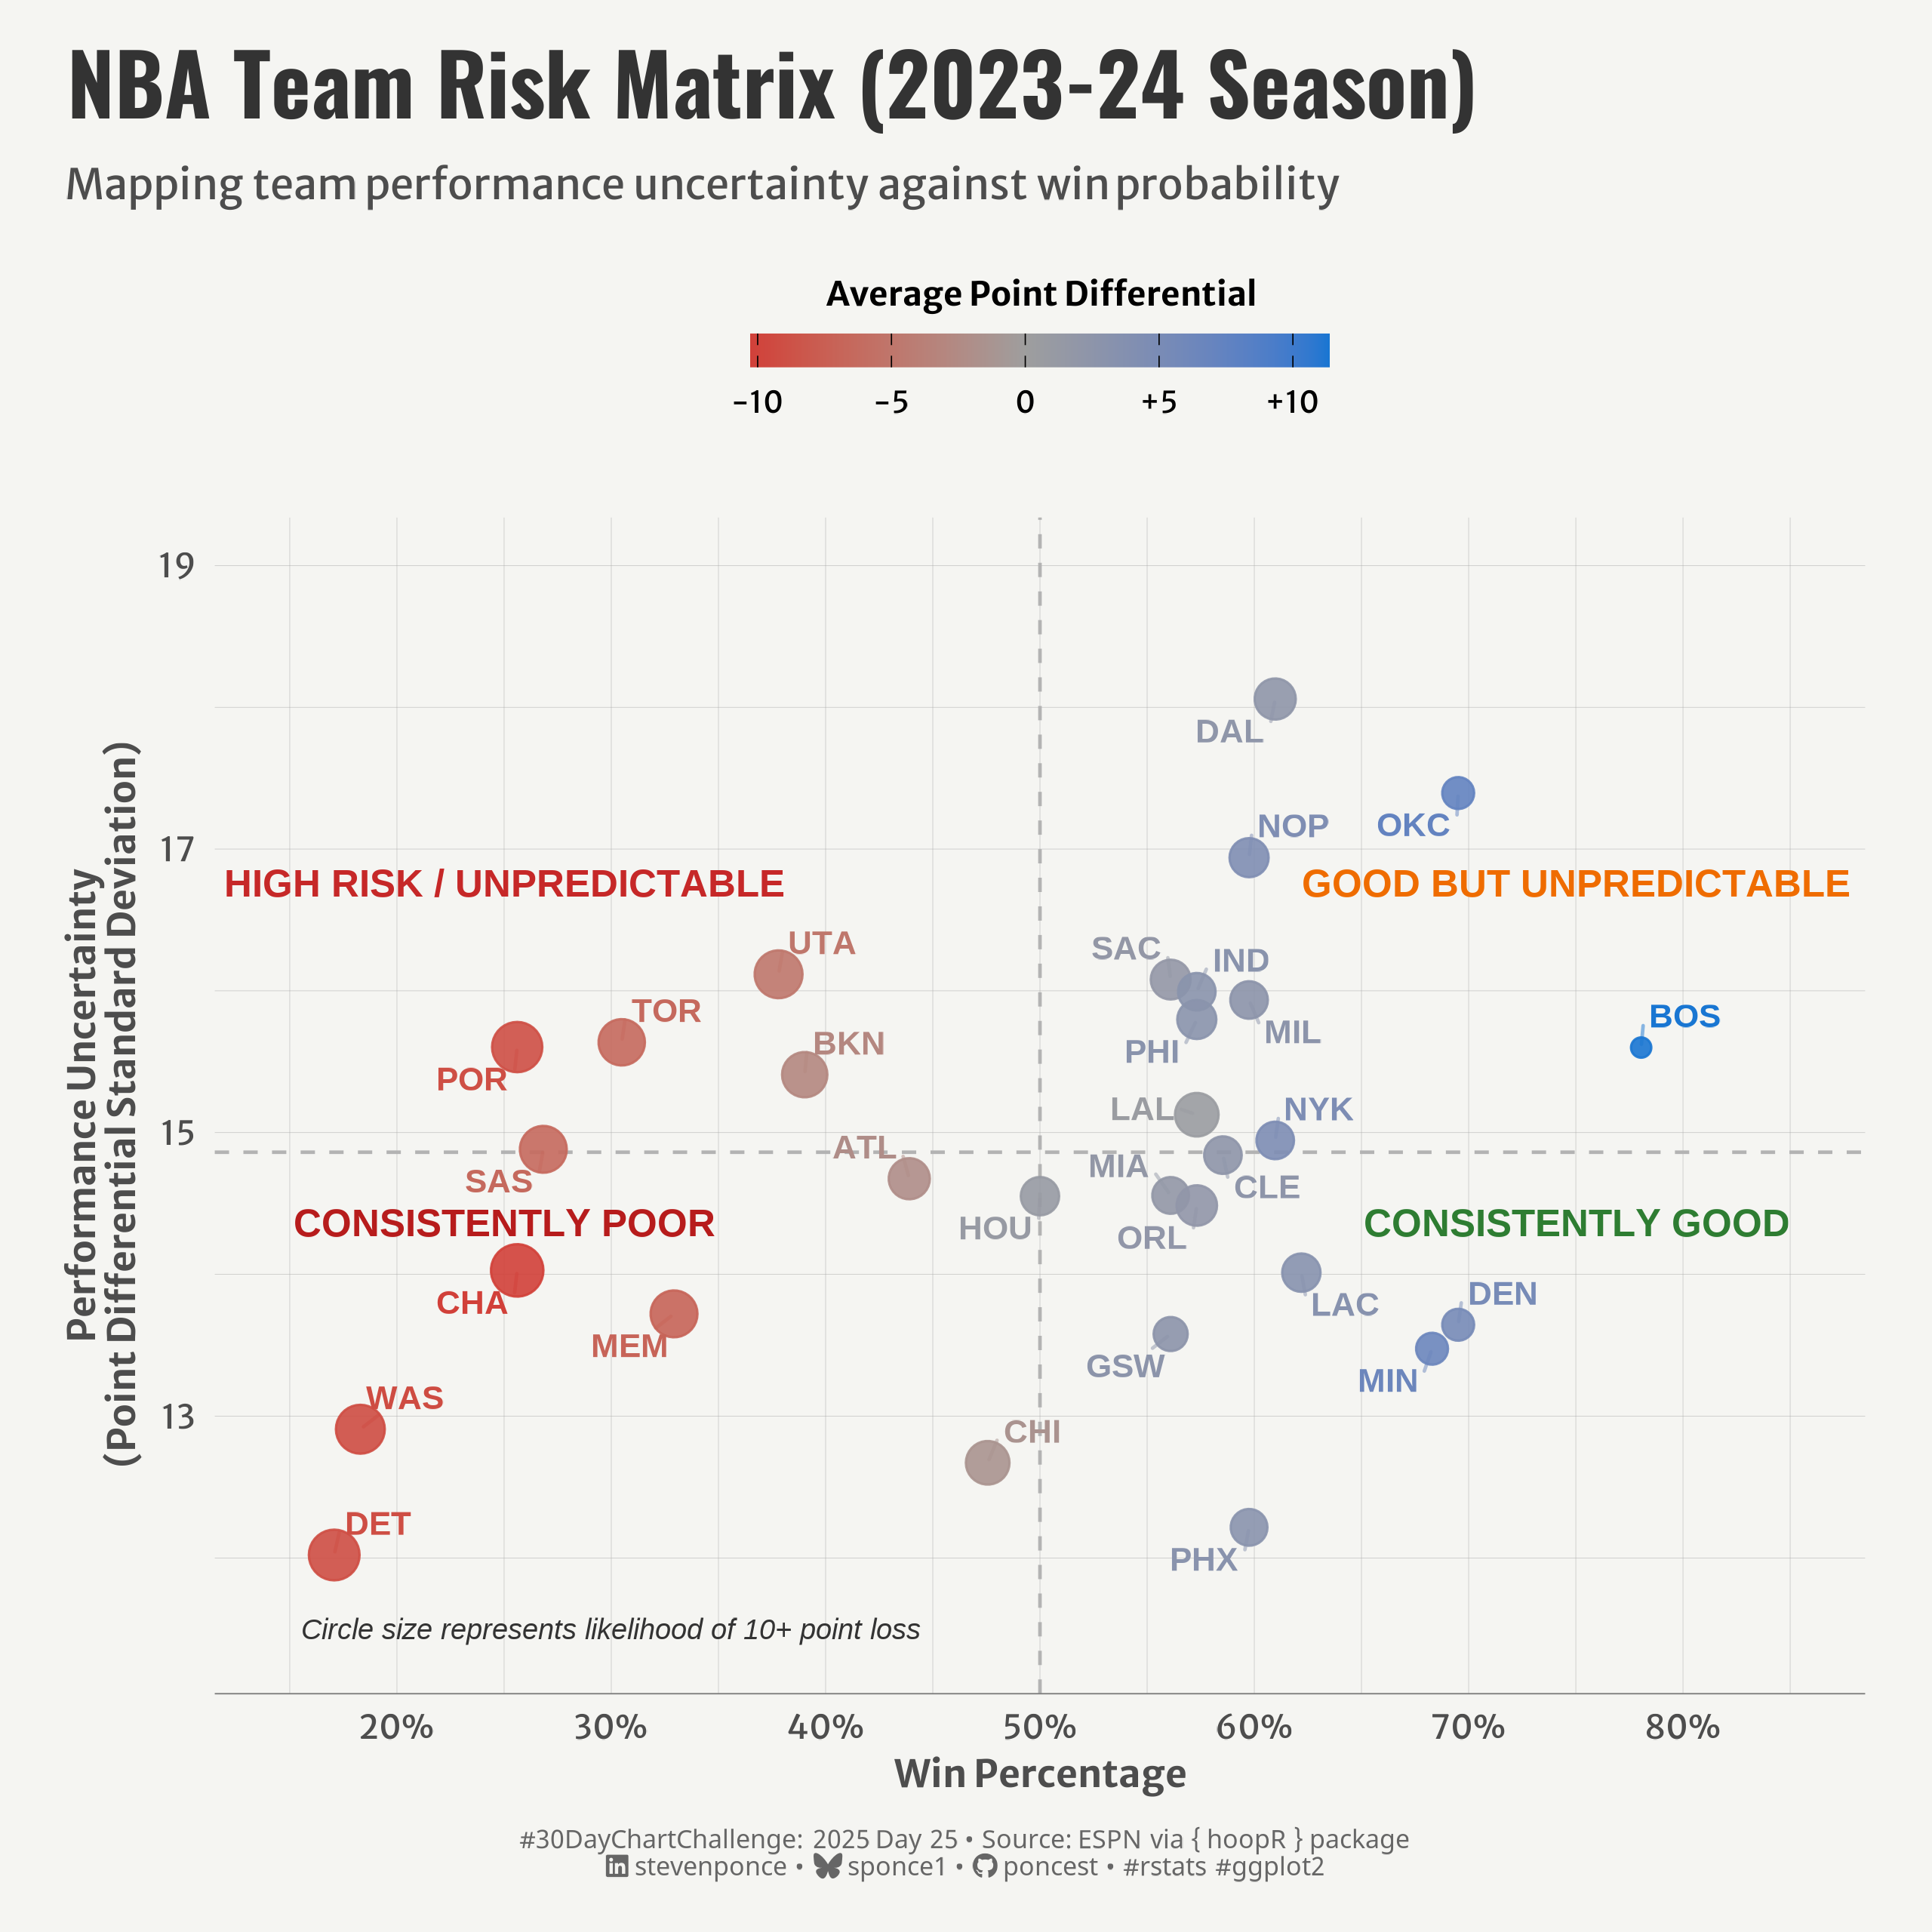 NBA Team Risk Matrix (2023-24 Season)
Mapping team performance uncertainty against win probability
Average Point Differential
-10 -5 0 +5 +10
Performance Uncertainty
(Point Differential Standard Deviation)
19
17
15
13
DAL
OKC
NOP
HIGH RISK / UNPREDICTABLE
GOOD BUT UNPREDICTABLE
UTA
SAC
IND
TOR
BOS
MIL
BKN
PHI
POR
LAL
NYK
ATL
MIA
SAS
CLE
CONSISTENTLY POOR
CONSISTENTLY GOOD
HOU
ORL
DEN
CHA
LAC
MEM
GSW
MIN
WAS
CHI
DET
PHX
Circle size represents likelihood of 10+ point loss
20% 30% 40% 50% 60% 70% 80%
Win Percentage
#30DayChartChallenge: 2025 Day 25 • Source: ESPN via { hoopR } package
stevenponce • sponce1 • poncest • #rstats #ggplot2